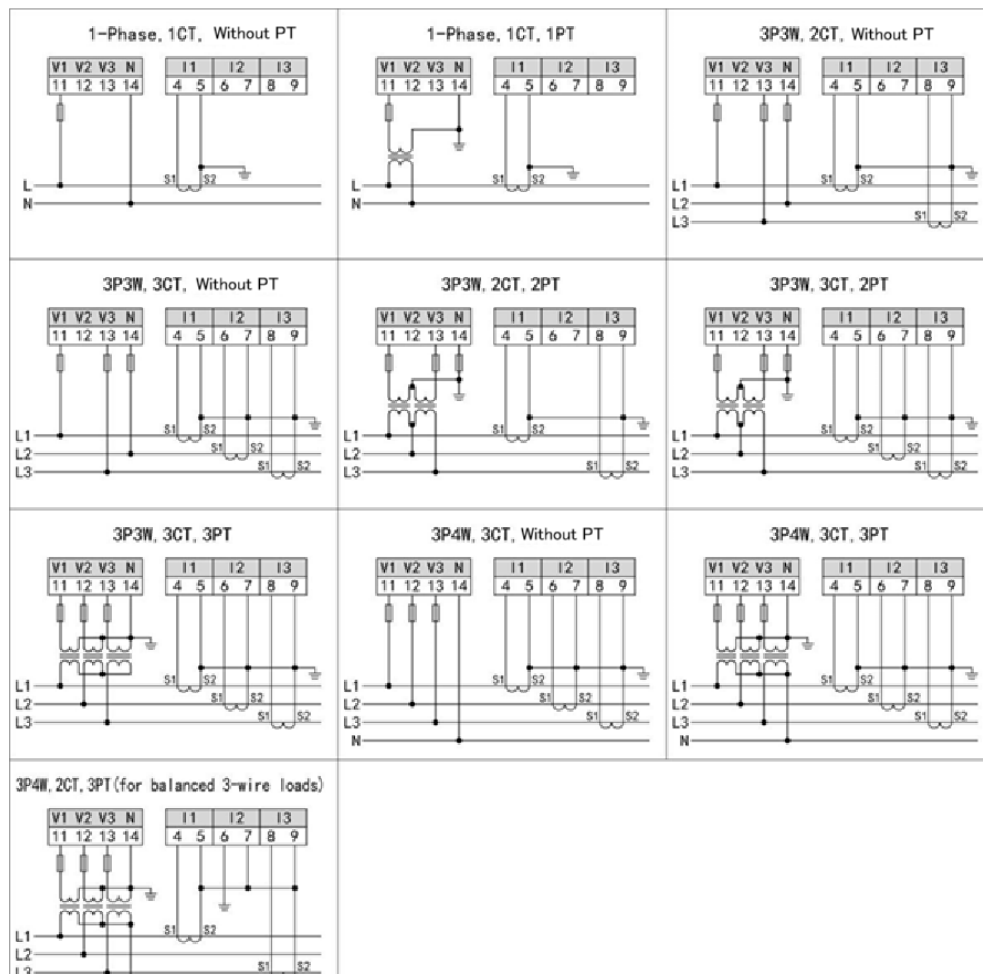 1-Phase, 1CT, Without PT
V1 V2 V3 N I1 I2 I3
11 12 13 14 4 5 6 7 8 9
S1 S2
L
N
1-Phase, 1CT, 1PT
V1 V2 V3 N I1 I2 I3
11 12 13 14 4 5 6 7 8 9
S1 S2
L
N
3P3W, 2CT, Without PT
V1 V2 V3 N I1 I2 I3
11 12 13 14 4 5 6 7 8 9
S1 S2
L1
L2
S1 S2
L3
3P3W, 3CT, Without PT
V1 V2 V3 N I1 I2 I3
11 12 13 14 4 5 6 7 8 9
S1 S2
L1
S1 S2
L2
S1 S2
L3
3P3W, 2CT, 2PT
V1 V2 V3 N I1 I2 I3
11 12 13 14 4 5 6 7 8 9
S1 S2
L1
L2
S1 S2
L3
3P3W, 3CT, 2PT
V1 V2 V3 N I1 I2 I3
11 12 13 14 4 5 6 7 8 9
S1 S2
L1
S1 S2
L2
S1 S2
L3
3P3W, 3CT, 3PT
V1 V2 V3 N I1 I2 I3
11 12 13 14 4 5 6 7 8 9
S1 S2
L1
S1 S2
L2
S1 S2
L3
3P4W, 3CT, Without PT
V1 V2 V3 N I1 I2 I3
11 12 13 14 4 5 6 7 8 9
S1 S2
L1
S1 S2
L2
S1 S2
L3
N
3P4W, 3CT, 3PT
V1 V2 V3 N I1 I2 I3
11 12 13 14 4 5 6 7 8 9
S1 S2
L1
S1 S2
L2
S1 S2
L3
N
3P4W, 2CT, 3PT(for balanced 3-wire loads)
V1 V2 V3 N I1 I2 I3
11 12 13 14 4 5 6 7 8 9
S1 S2
L1
L2
S1 S2
L3